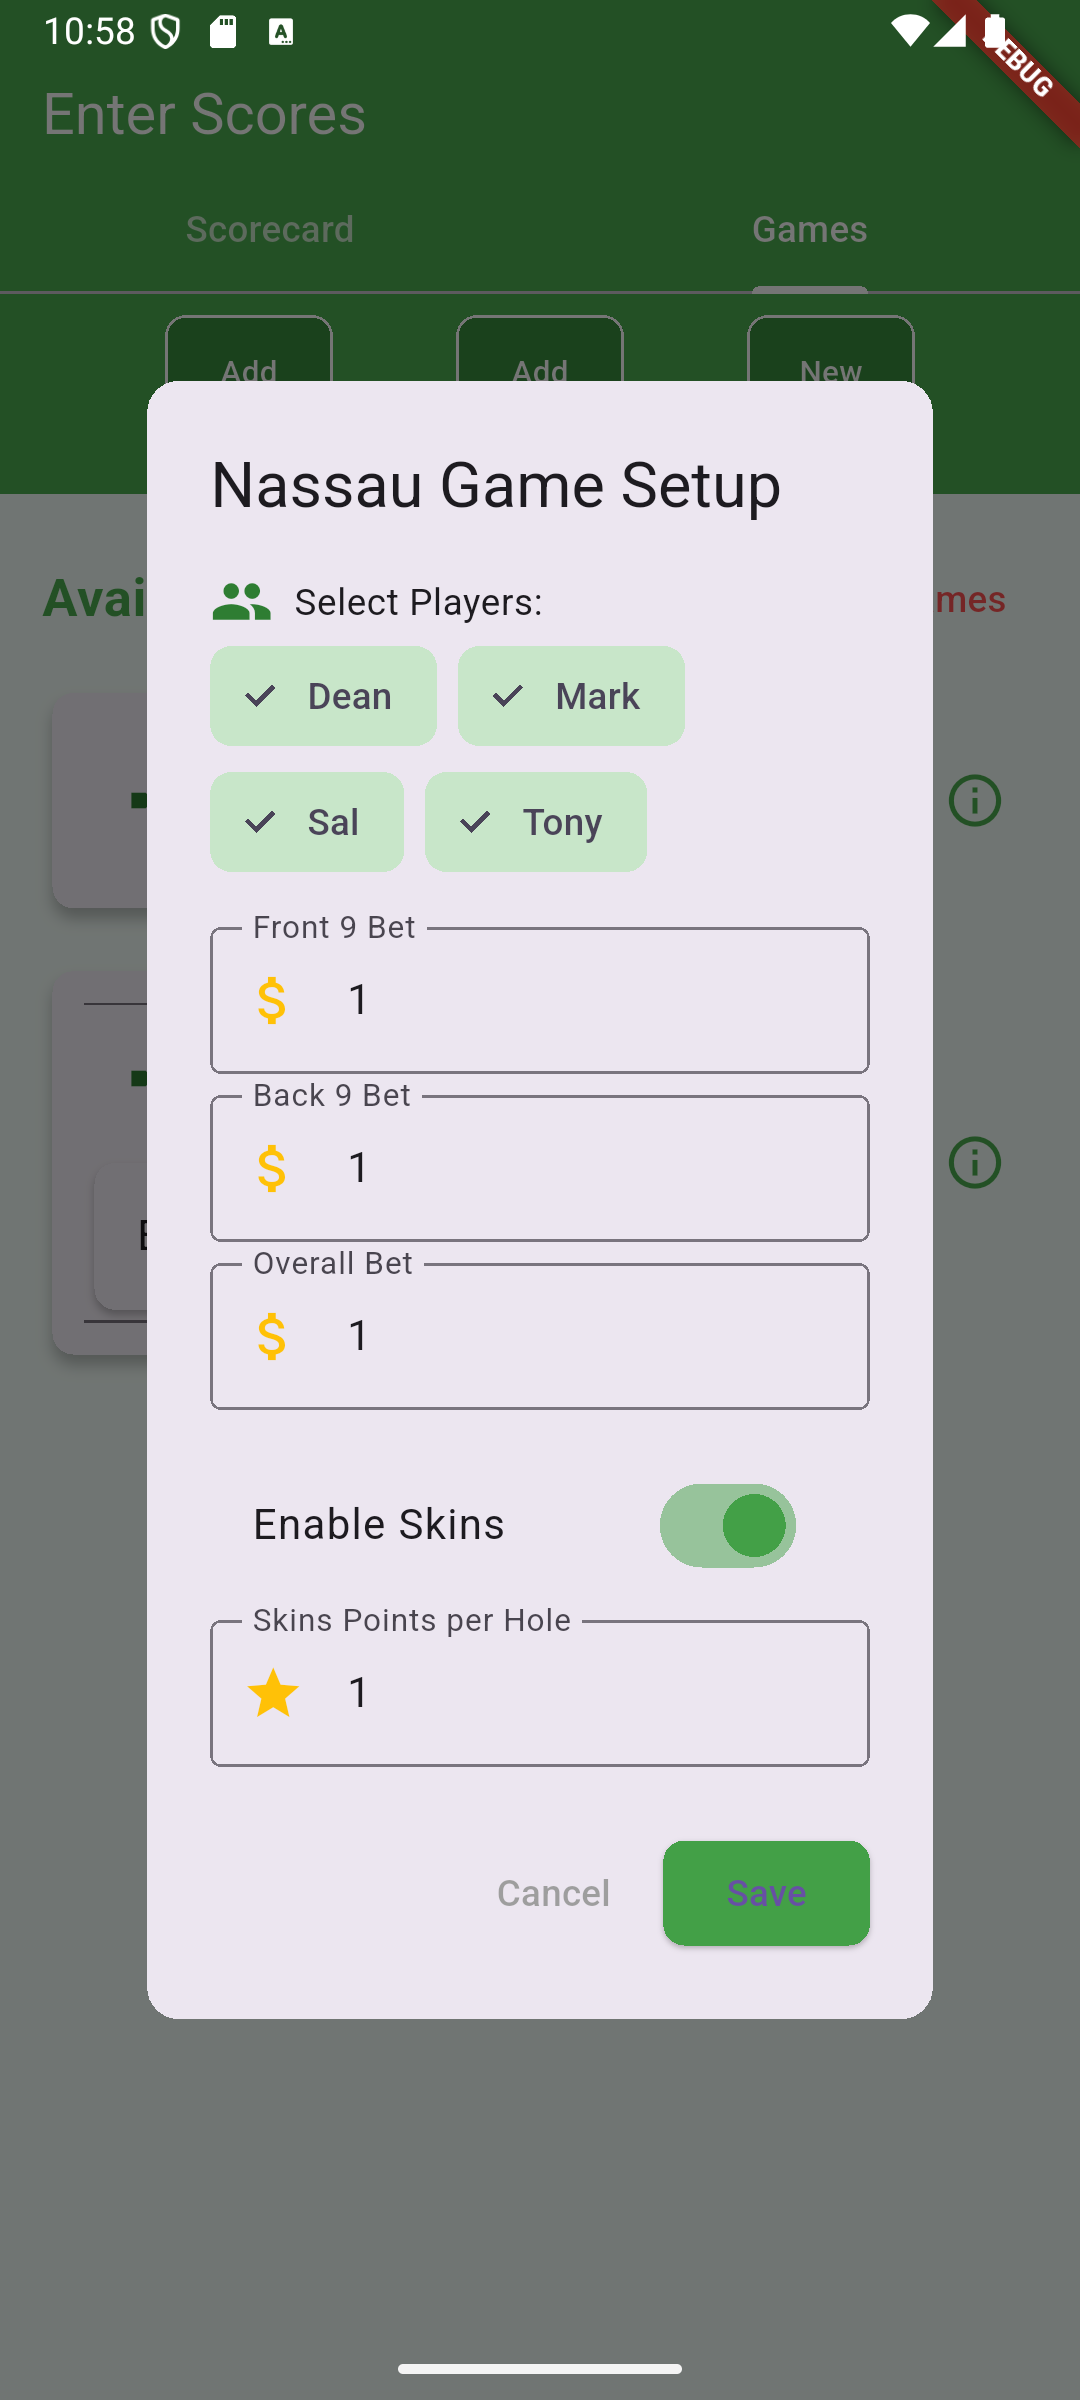 10:58
EBUG
Enter Scores
Scorecard Games
Add Add New
Nassau Game Setup
Select Players:
Avai mes
Dean Mark
Sal Tony
Front 9 Bet
$ 1
Back 9 Bet
$ 1
Overall Bet
$ 1
Enable Skins
Skins Points per Hole
1
Cancel Save